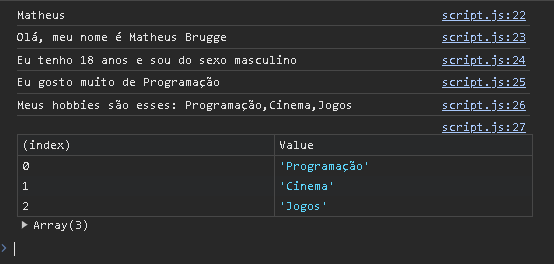 Matheus script.js:22
Olá, meu nome é Matheus Brugge script.js:23
Eu tenho 18 anos e sou do sexo masculino script.js:24
Eu gosto muito de Programação script.js:25
Meus hobbies são esses: Programação,Cinema,Jogos script.js:26
script.js:27
(index) Value
0 'Programação'
1 'Cinema'
2 'Jogos'
▶ Array(3)
>